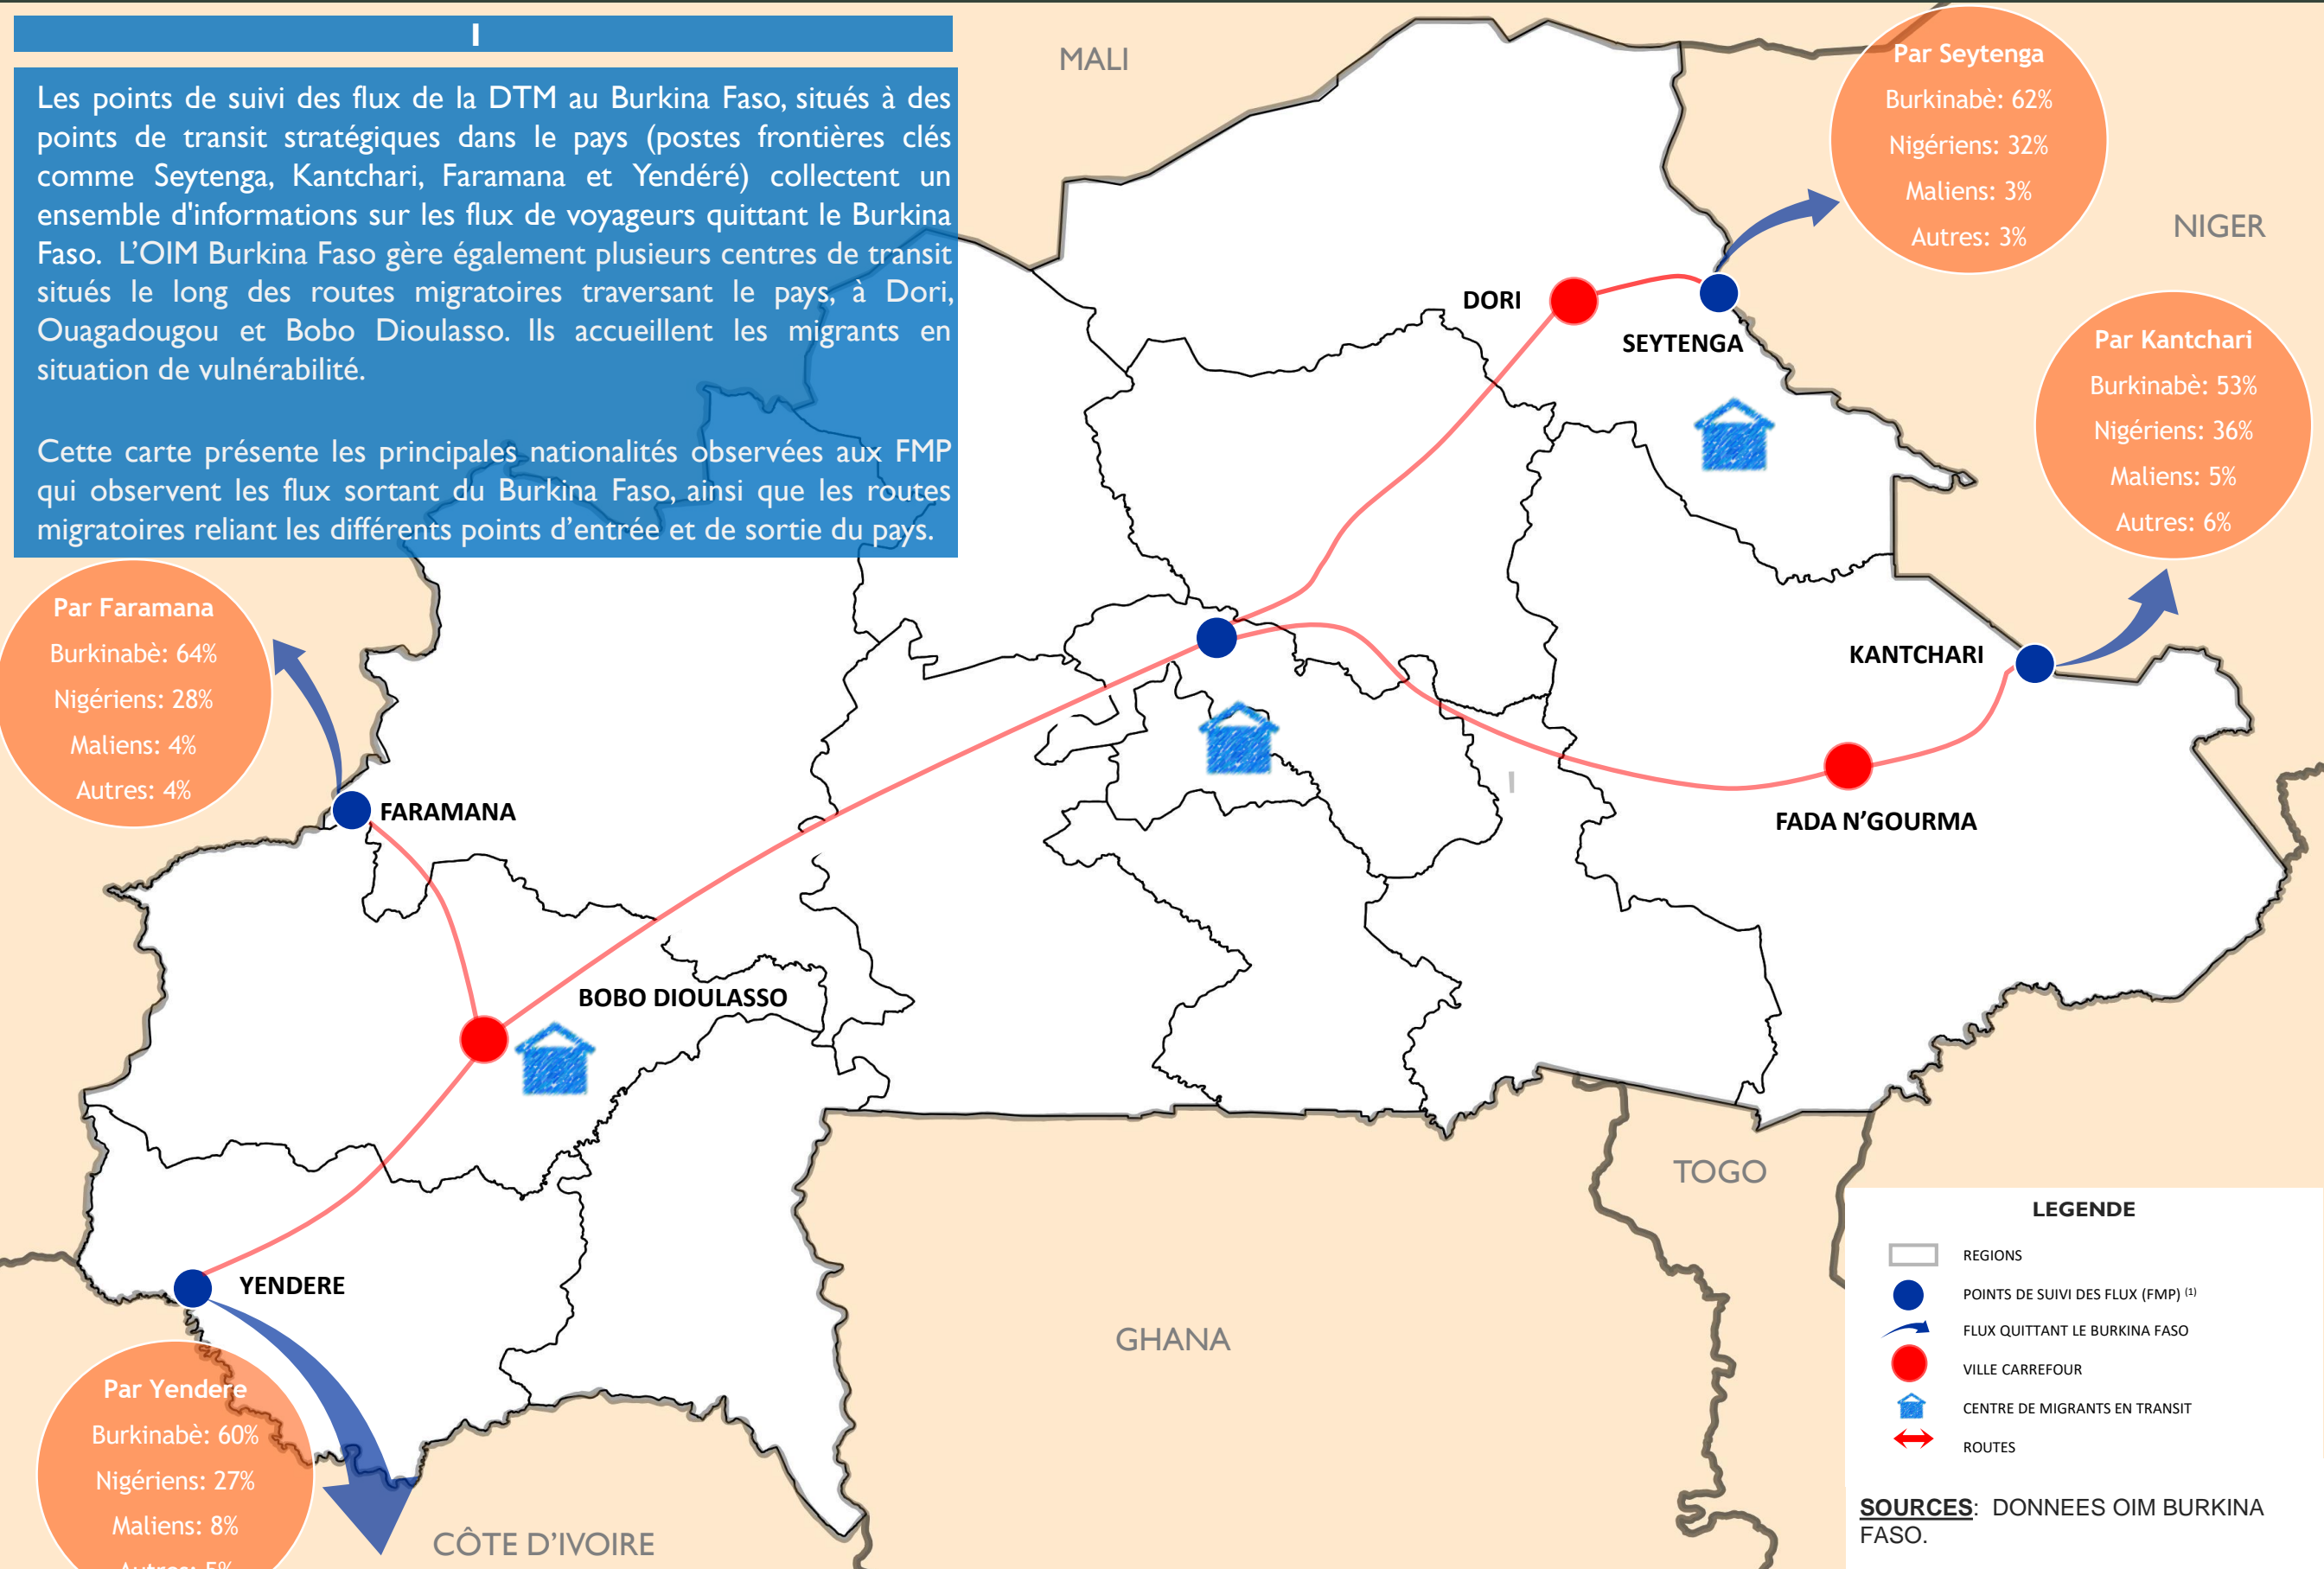 I
Les points de suivi des flux de la DTM au Burkina Faso, situés à des
points de transit stratégiques dans le pays (postes frontières clés
comme Seytenga, Kantchari, Faramana et Yendéré) collectent un
ensemble d'informations sur les flux de voyageurs quittant le Burkina
Faso. L’OIM Burkina Faso gère également plusieurs centres de transit
situés le long des routes migratoires traversant le pays, à Dori,
Ouagadougou et Bobo Dioulasso. Ils accueillent les migrants en
situation de vulnérabilité.
Cette carte présente les principales nationalités observées aux FMP
qui observent les flux sortant du Burkina Faso, ainsi que les routes
migratoires reliant les différents points d’entrée et de sortie du pays.
MALI
Par Seytenga
Burkinabè: 62%
Nigériens: 32%
Maliens: 3%
Autres: 3%
NIGER
DORI
SEYTENGA
Par Kantchari
Burkinabè: 53%
Nigériens: 36%
Maliens: 5%
Autres: 6%
Par Faramana
Burkinabè: 64%
Nigériens: 28%
Maliens: 4%
Autres: 4%
KANTCHARI
FARAMANA
FADA N’GOURMA
BOBO DIOULASSO
YENDERE
TOGO
GHANA
Par Yendere
Burkinabè: 60%
Nigériens: 27%
Maliens: 8%
Autres: 5%
CÔTE D’IVOIRE
LEGENDE
REGIONS
POINTS DE SUIVI DES FLUX (FMP) (1)
FLUX QUITTANT LE BURKINA FASO
VILLE CARREFOUR
CENTRE DE MIGRANTS EN TRANSIT
ROUTES
SOURCES: DONNEES OIM BURKINA
FASO.